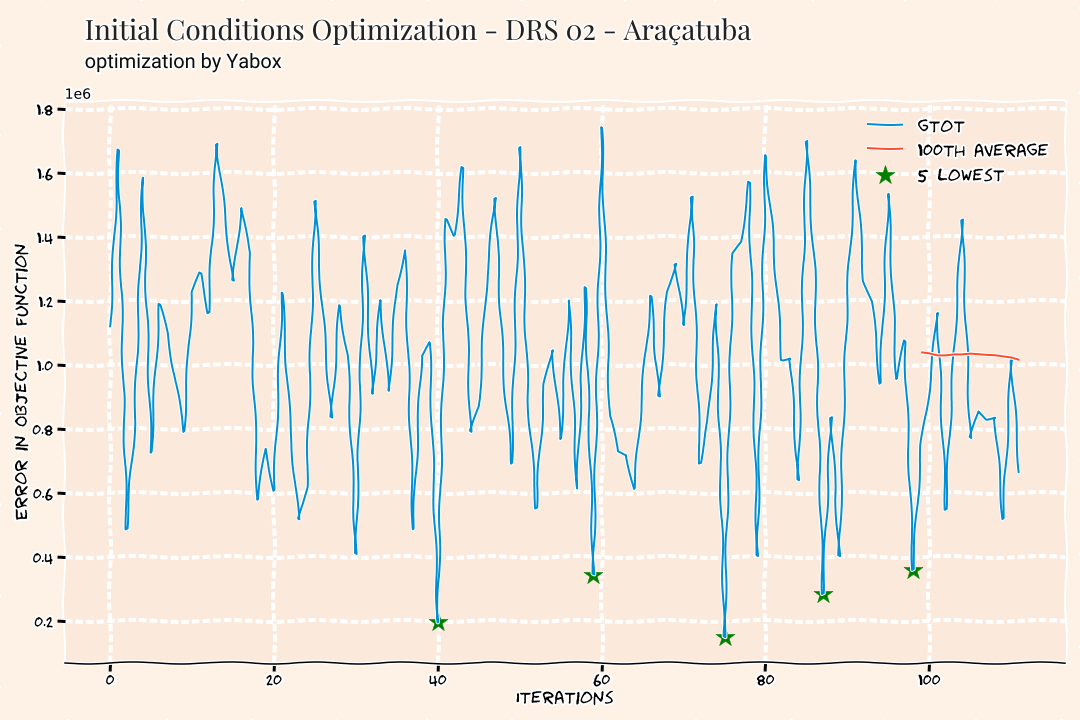 Initial Conditions Optimization - DRS 02 - Araçatuba
optimization by Yabox
1e6
1.8
1.6
1.4
1.2
1.0
0.8
0.6
0.4
0.2
ERROR IN OBJECTIVE FUNCTION
GTOT
100TH AVERAGE
5 LOWEST
0 20 40 60 80 100
ITERATIONS